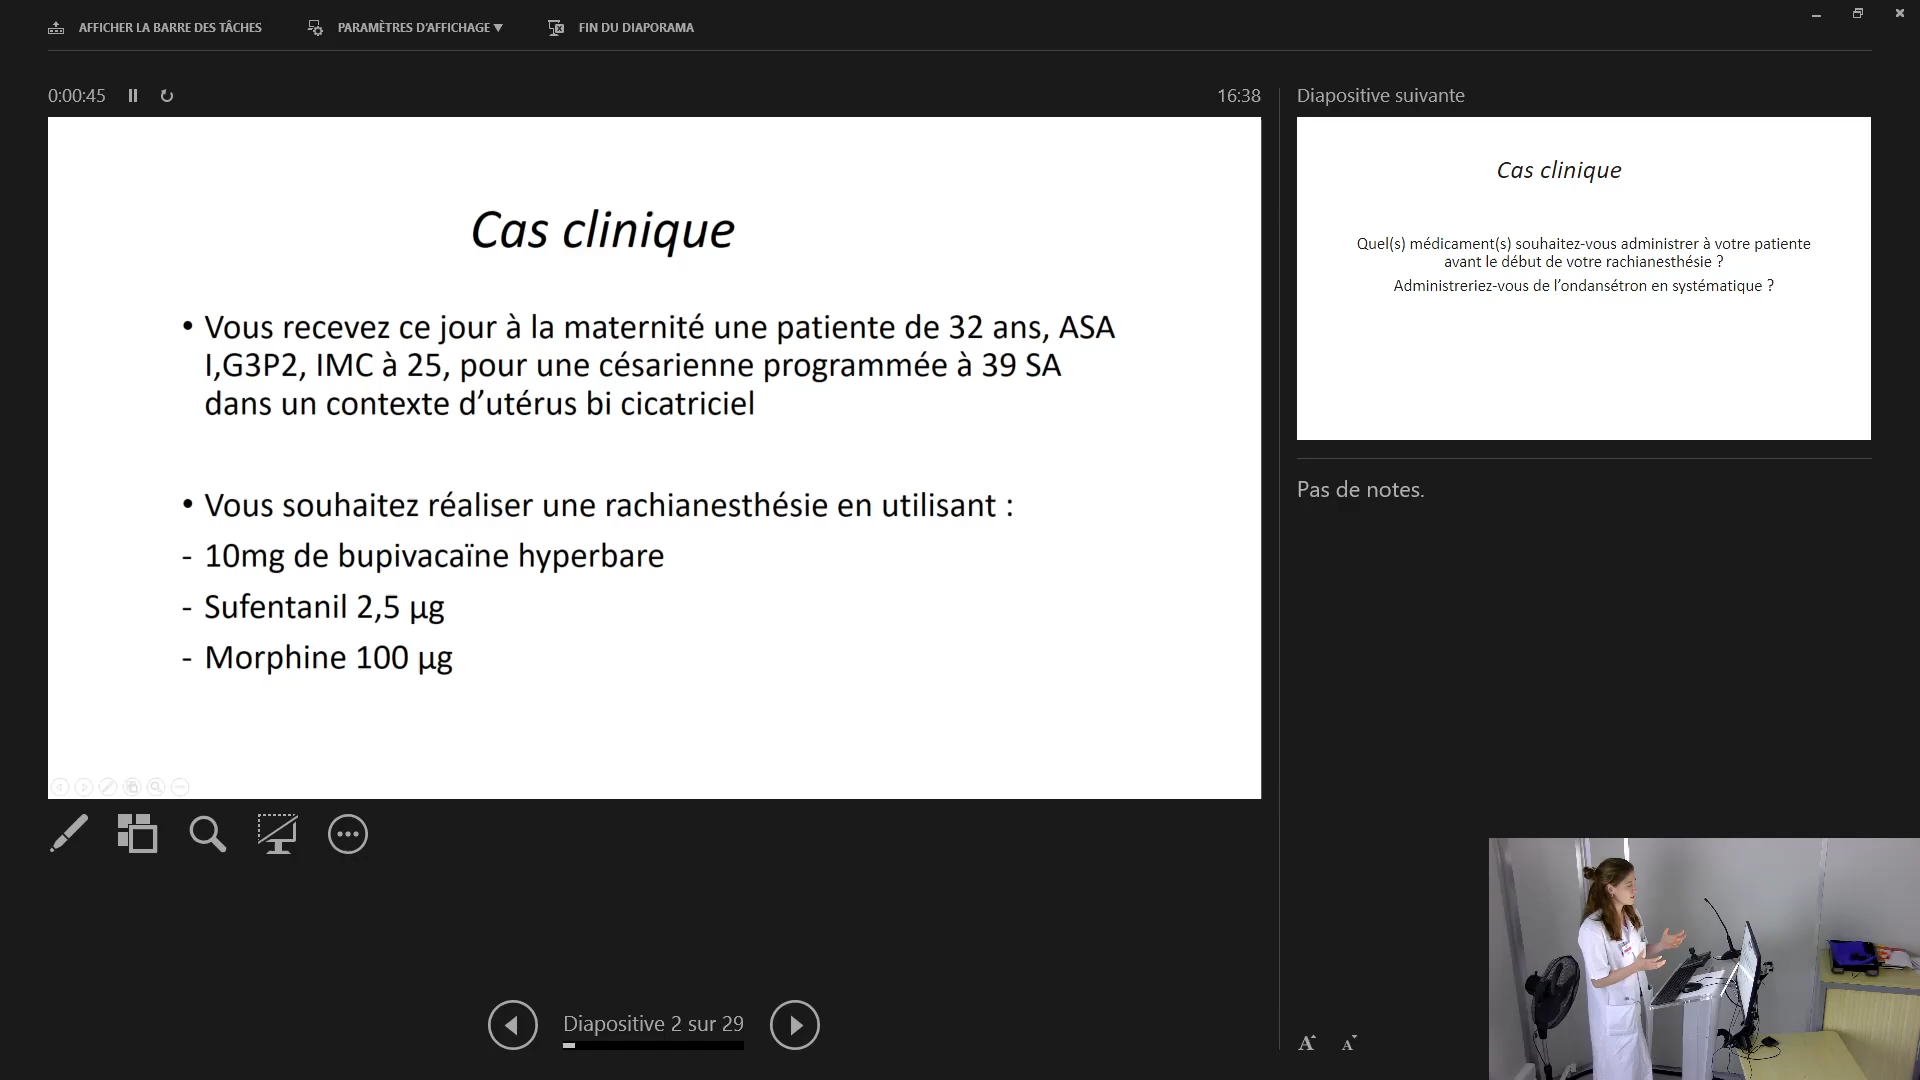 AFFICHER LA BARRE DES TÂCHES
PARAMÈTRES D'AFFICHAGE ▼
FIN DU DIAPORAMA
0:00:45
16:38
Diapositive suivante
Cas clinique
• Vous recevez ce jour à la maternité une patiente de 32 ans, ASA
I,G3P2, IMC à 25, pour une césarienne programmée à 39 SA
dans un contexte d’utérus bi cicatriciel
• Vous souhaitez réaliser une rachianesthésie en utilisant :
- 10mg de bupivacaïne hyperbare
- Sufentanil 2,5 µg
- Morphine 100 µg
Cas clinique
Quel(s) médicament(s) souhaitez-vous administrer à votre patiente
avant le début de votre rachianesthésie ?
Administreriez-vous de l’ondansétron en systématique ?
Pas de notes.
Diapositive 2 sur 29
A A